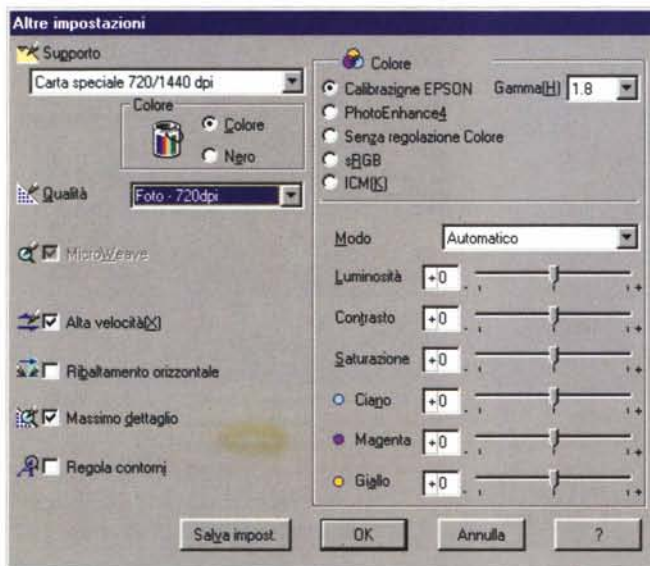 Altre impostazioni
Supporto
Carta speciale 720/1440 dpi
Colore
Colore
Nero
Qualità
Foto - 720dpi
MicroWeave
Alta velocità(X)
Ribaltamento orizzontale
Massimo dettaglio
Regola contorni
Salva impost.
Colore
Calibrazione EPSON
Gamma(H)
1.8
PhotoEnhance4
Senza regolazione Colore
sRGB
ICM(K)
Modo
Automatico
Luminosità +0 - +
Contrasto +0 - +
Saturazione +0 - +
Ciano +0 - +
Magenta +0 - +
Giallo +0 - +
OK
Annulla
?